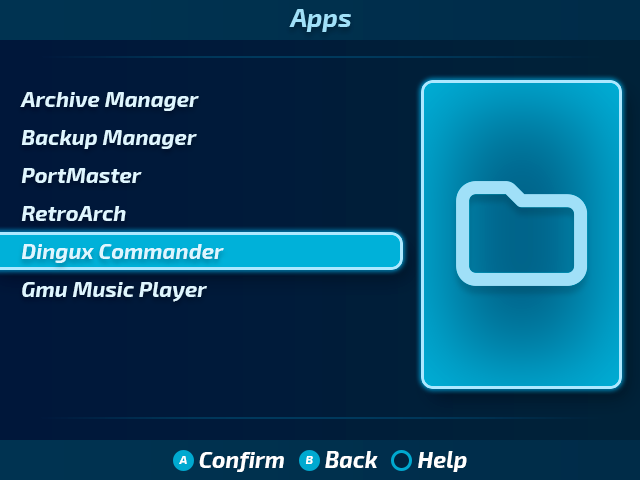 Apps
Archive Manager
Backup Manager
PortMaster
RetroArch
Dingux Commander
Gmu Music Player
A Confirm B Back Help